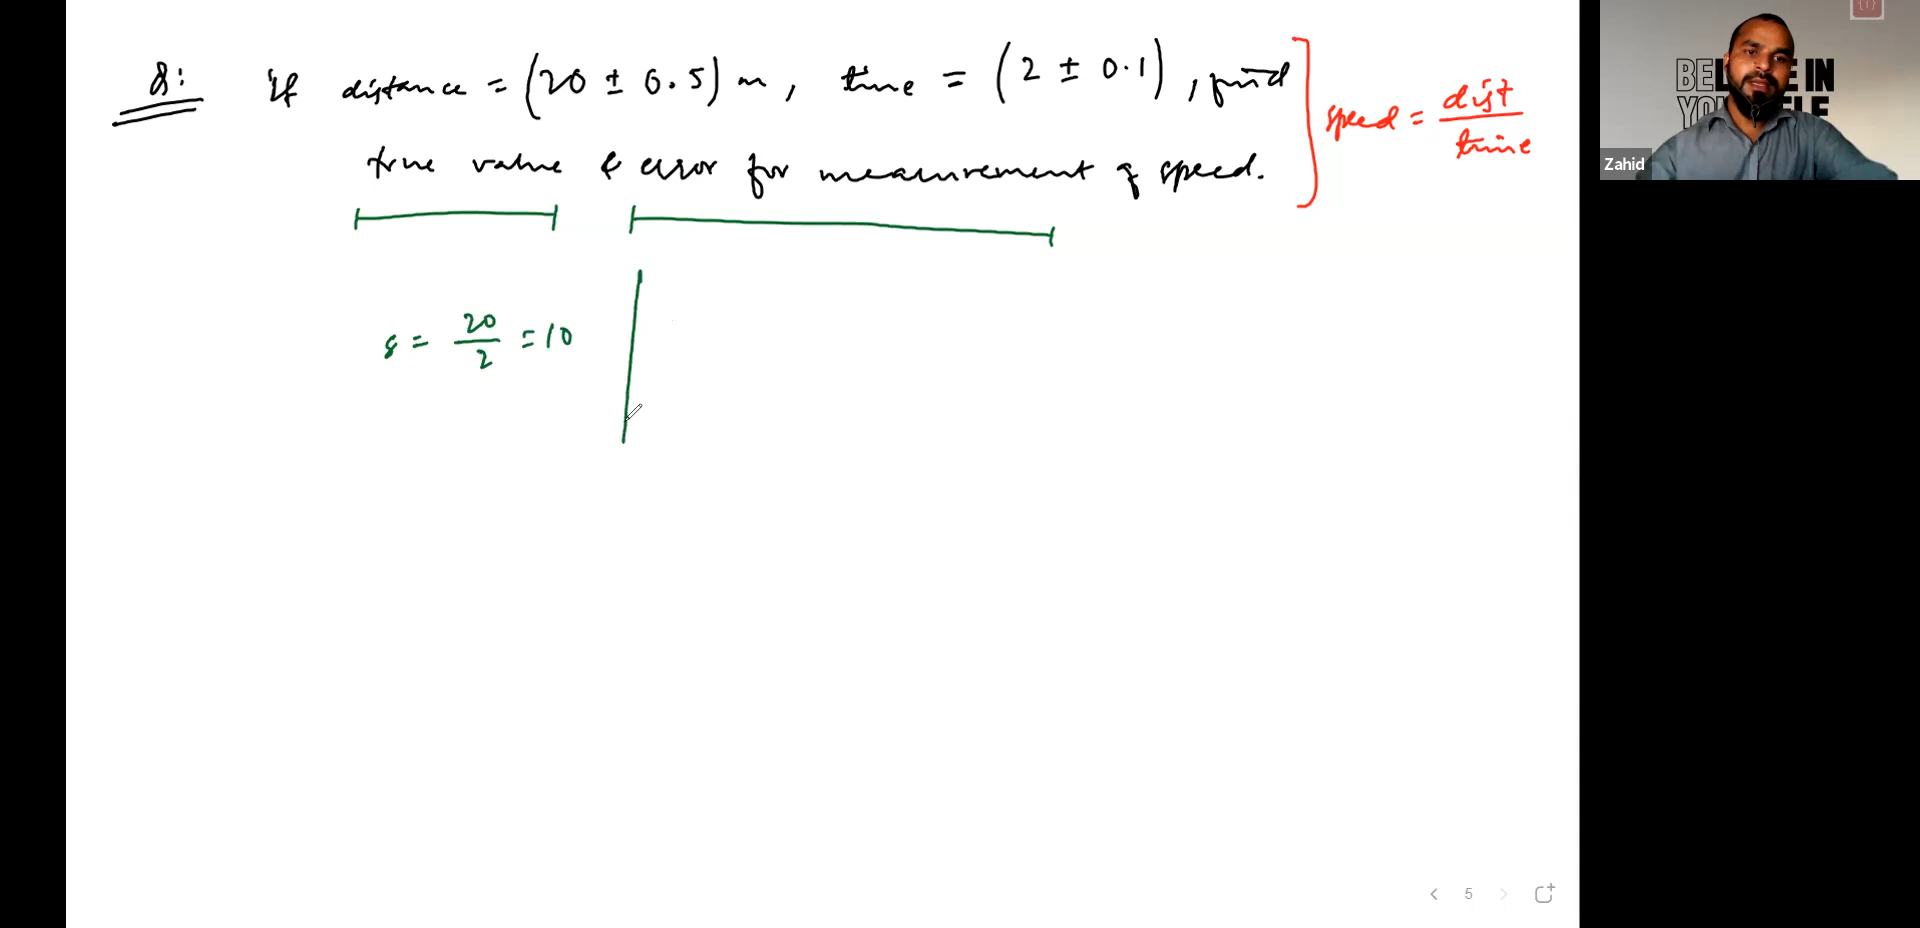 Q: If distance = (20 ± 0.5) m, time = (2 ± 0.1), find
true value & error for measurement of speed.
speed = dist / time
s = 20 / 2 = 10
Zahid
5